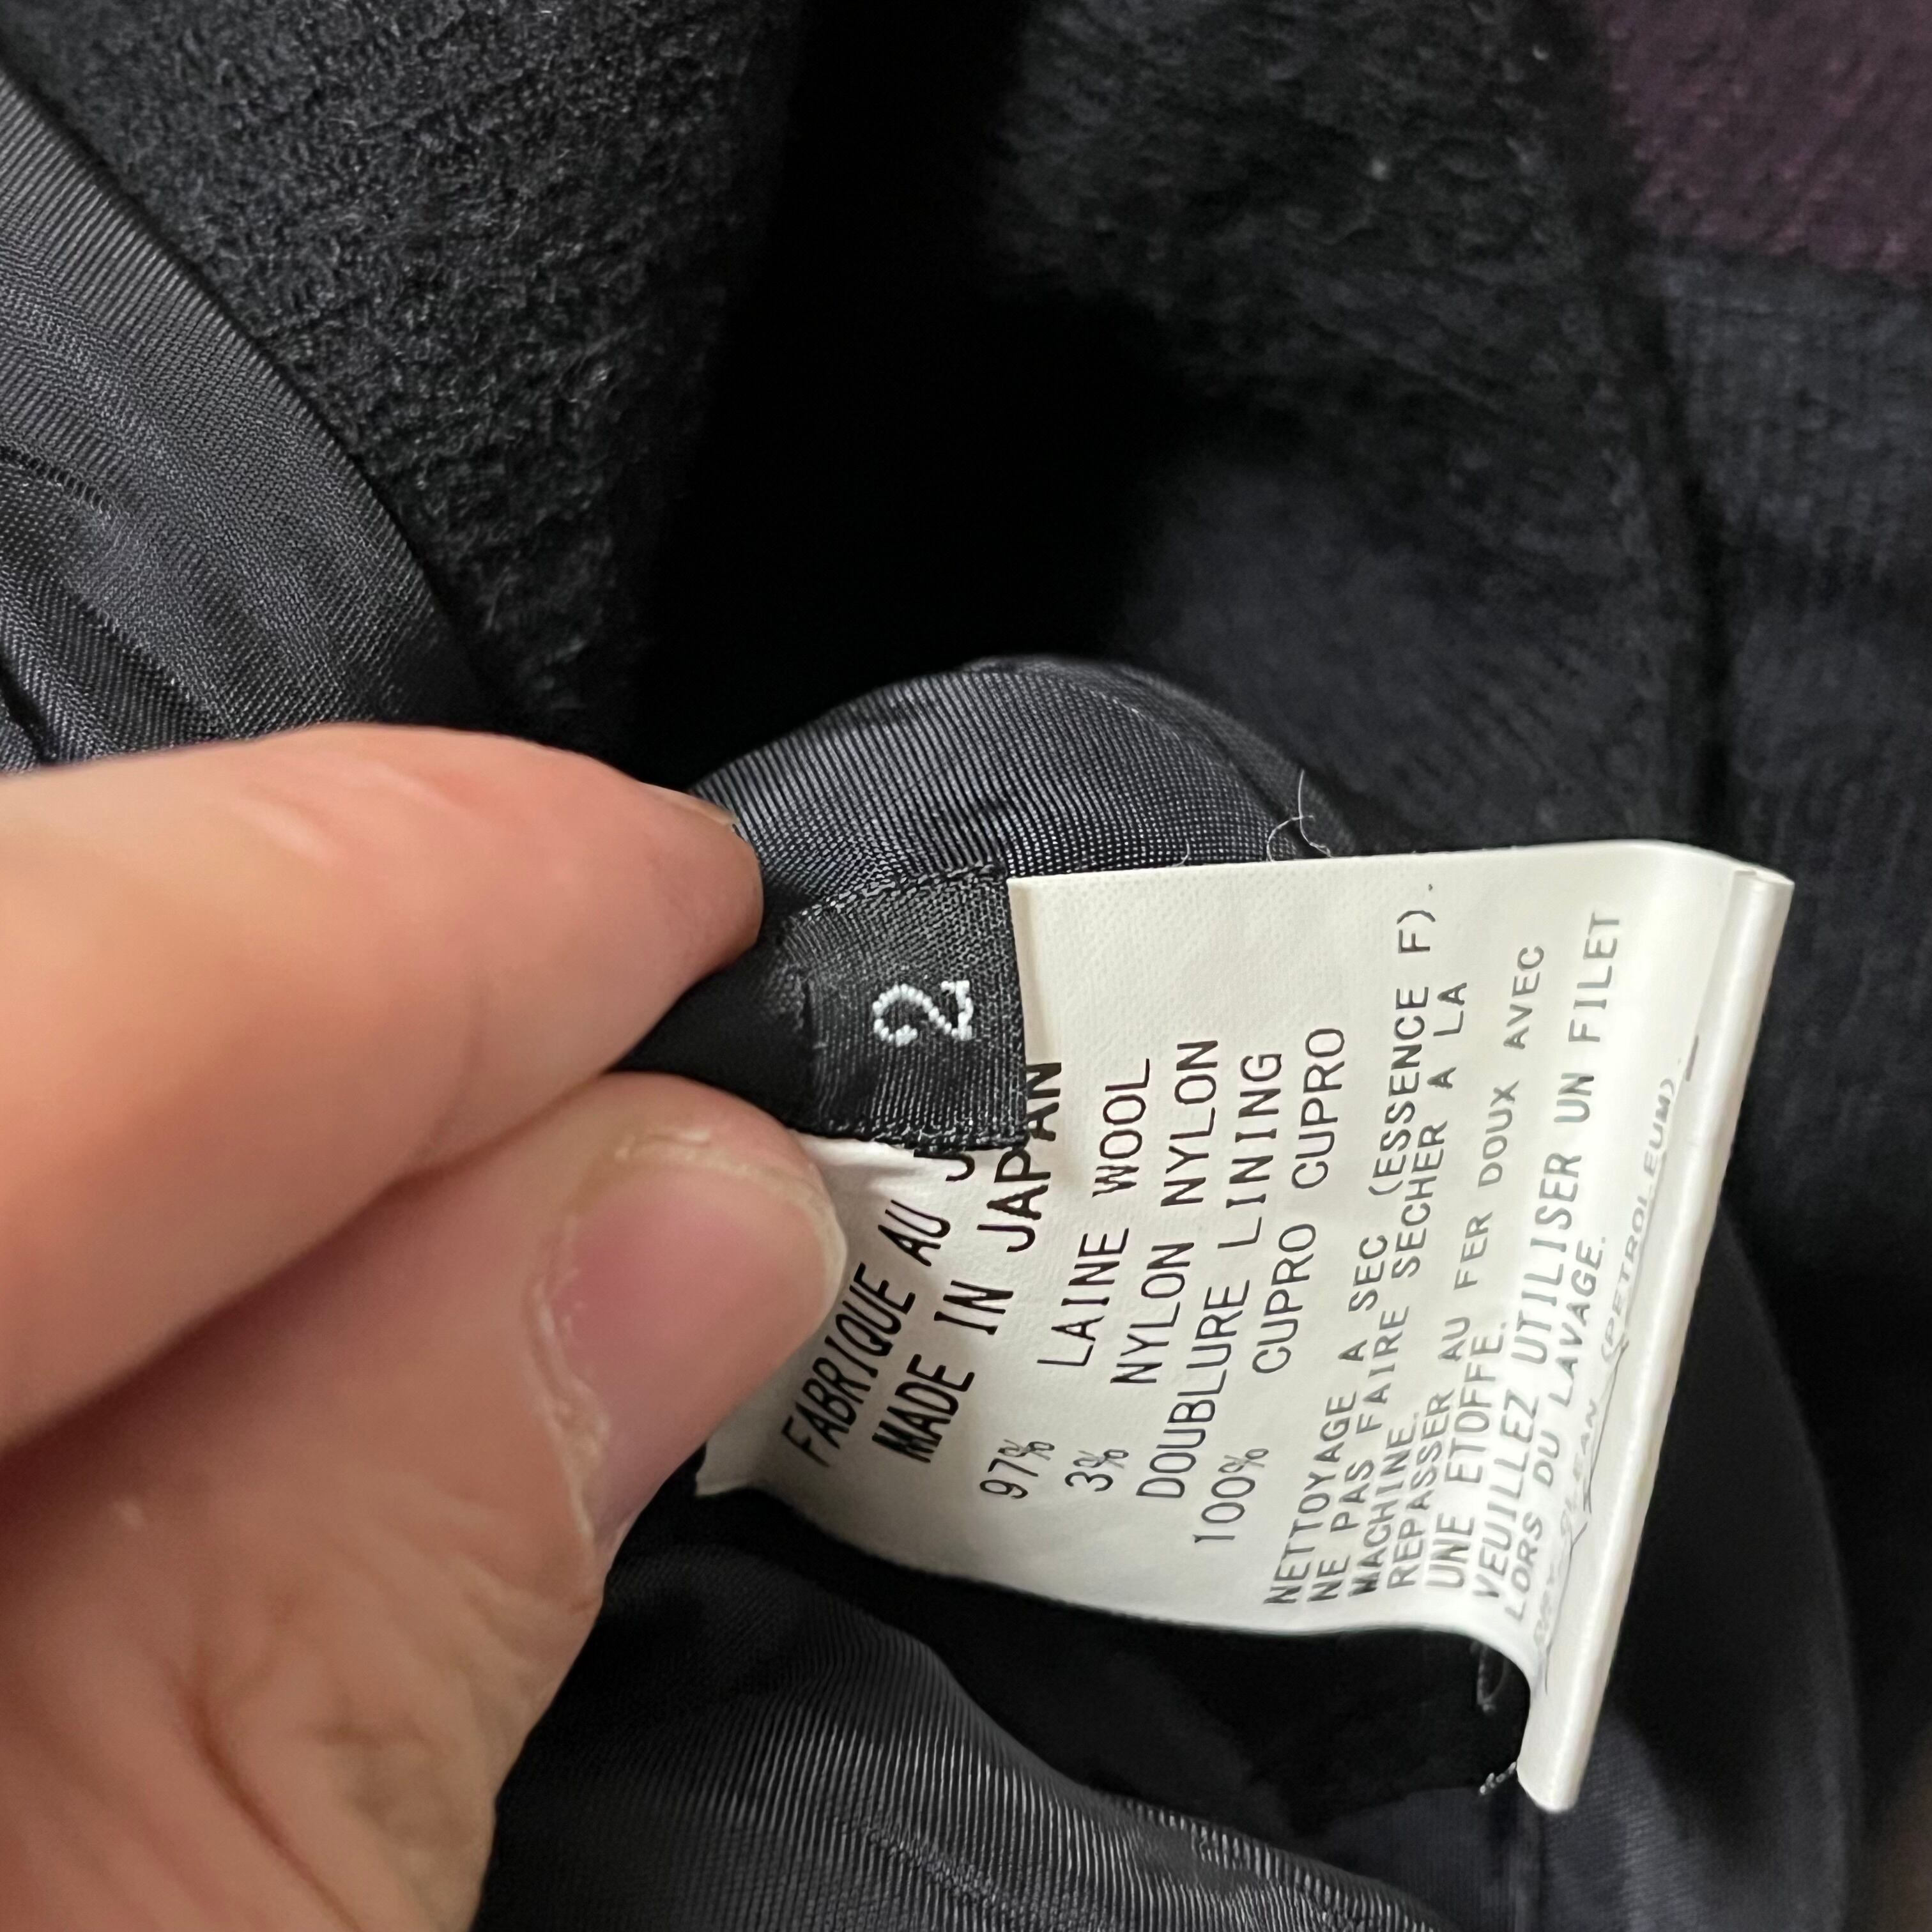 2
FABRIQUE AU
MADE IN JAPAN
97% LAINE WOOL
3% NYLON NYLON
DOUBLURE LINING
100% CUPRO CUPRO
NETTOYAGE A SEC (ESSENCE F).
NE PAS FAIRE SECHER A LA
MACHINE.
REPASSER AU FER DOUX AVEC
UNE ETOFFE.
VEUILLEZ UTILISER UN FILET
LORS DU LAVAGE.
CLEAN (PETROLEUM).